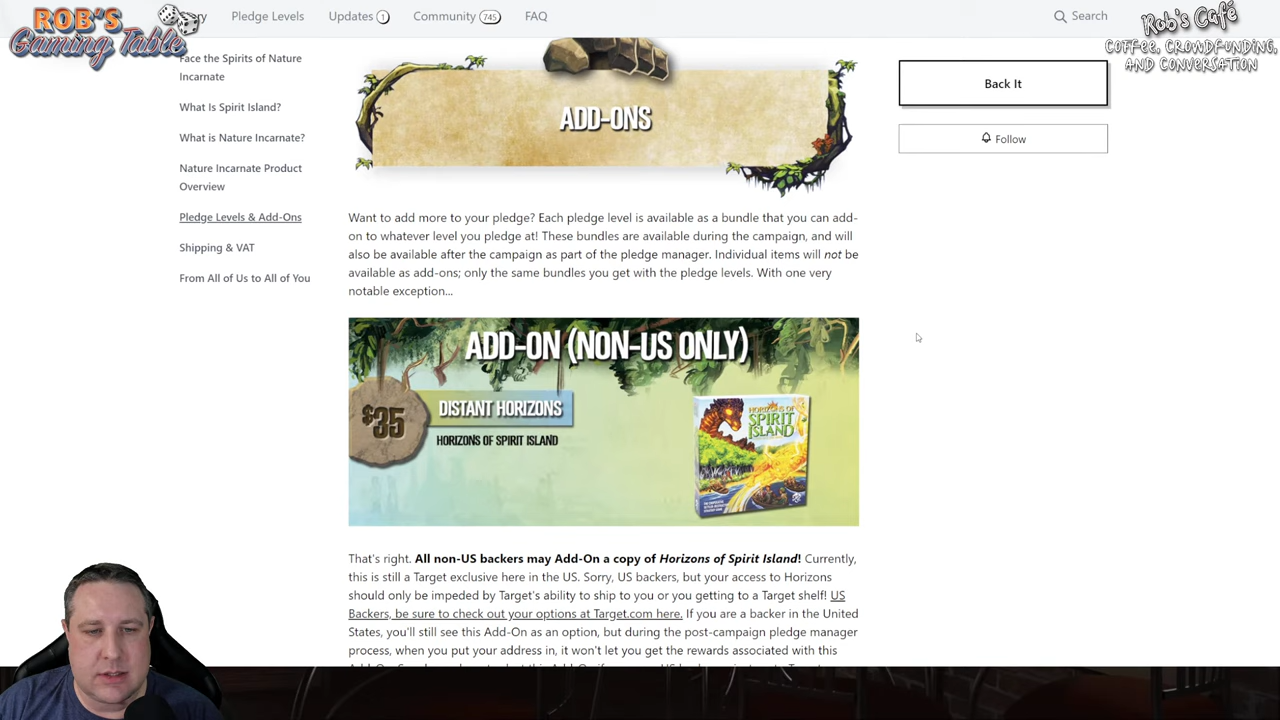 ROB'S
Gaming Table
Story Pledge Levels Updates 1 Community 745 FAQ Search
Rob's Café
Coffee, Crowdfunding,
and Conversation
Face the Spirits of Nature
Incarnate
What Is Spirit Island?
What is Nature Incarnate?
Nature Incarnate Product
Overview
Pledge Levels & Add-Ons
Shipping & VAT
From All of Us to All of You
Back It
Follow
ADD-ONS
Want to add more to your pledge? Each pledge level is available as a bundle that you can add-
on to whatever level you pledge at! These bundles are available during the campaign, and will
also be available after the campaign as part of the pledge manager. Individual items will not be
available as add-ons; only the same bundles you get with the pledge levels. With one very
notable exception...
ADD-ON (NON-US ONLY)
$35
DISTANT HORIZONS
HORIZONS OF SPIRIT ISLAND
HORIZONS OF
SPIRIT
ISLAND
That's right. All non-US backers may Add-On a copy of Horizons of Spirit Island! Currently,
this is still a Target exclusive here in the US. Sorry, US backers, but your access to Horizons
should only be impeded by Target's ability to ship to you or you getting to a Target shelf! US
Backers, be sure to check out your options at Target.com here. If you are a backer in the United
States, you'll still see this Add-On as an option, but during the post-campaign pledge manager
process, when you put your address in, it won't let you get the rewards associated with this